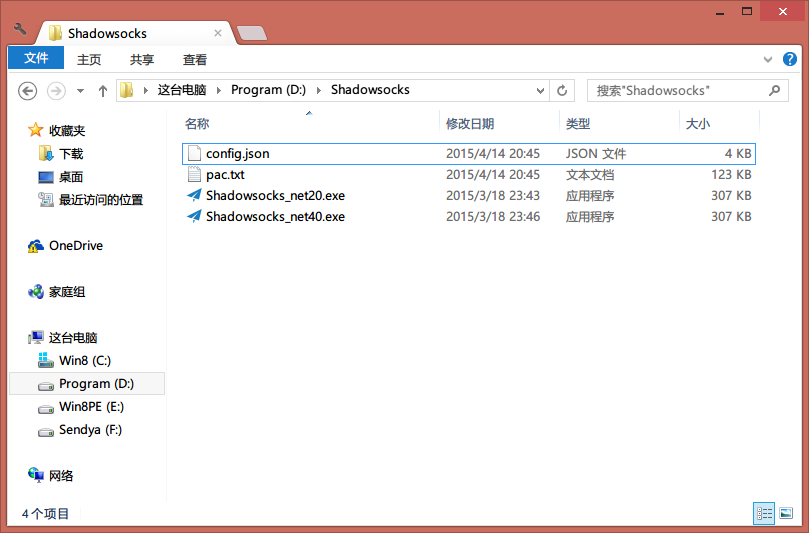 Shadowsocks
文件 主页 共享 查看
这台电脑 Program (D:) Shadowsocks 搜索"Shadowsocks"
名称 修改日期 类型 大小
config.json 2015/4/14 20:45 JSON 文件 4 KB
pac.txt 2015/4/14 20:45 文本文档 123 KB
Shadowsocks_net20.exe 2015/3/18 23:43 应用程序 307 KB
Shadowsocks_net40.exe 2015/3/18 23:46 应用程序 307 KB
收藏夹
下载
桌面
最近访问的位置
OneDrive
家庭组
这台电脑
Win8 (C:)
Program (D:)
Win8PE (E:)
Sendya (F:)
网络
4 个项目